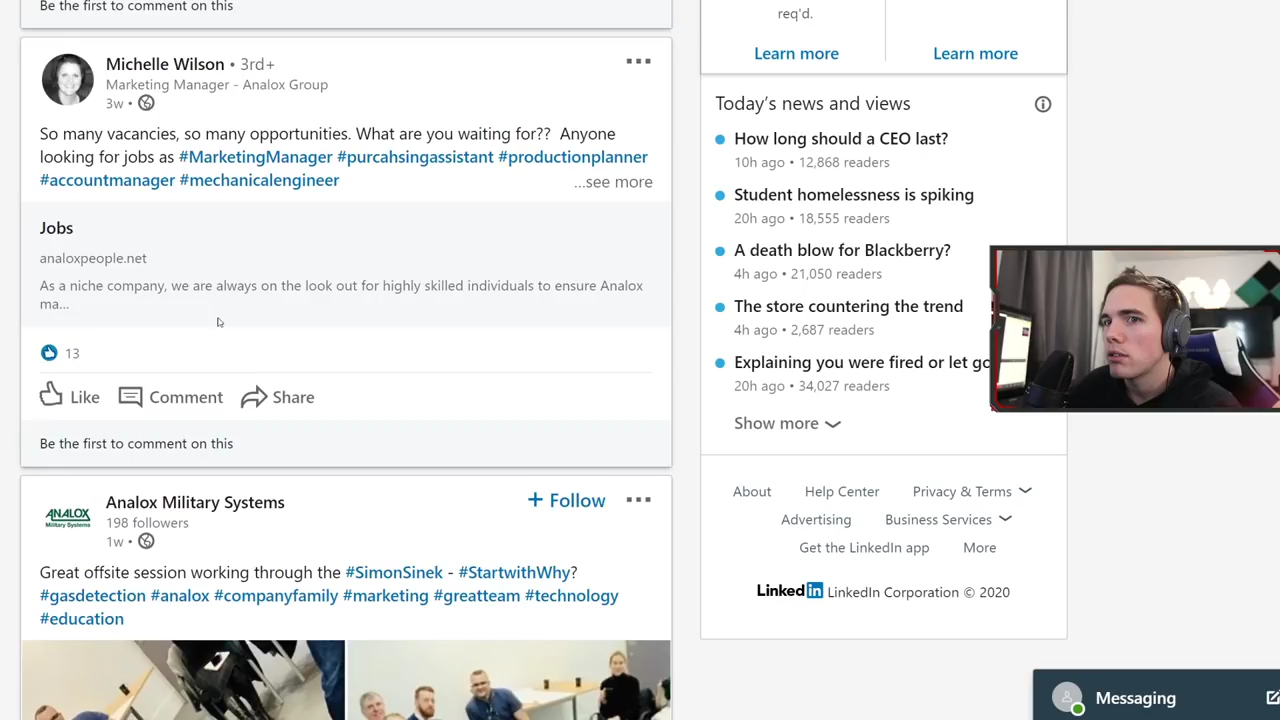 Be the first to comment on this
Michelle Wilson • 3rd+
Marketing Manager - Analox Group
3w •
So many vacancies, so many opportunities. What are you waiting for?? Anyone
looking for jobs as #MarketingManager #purcahsingassistant #productionplanner
#accountmanager #mechanicalengineer
...see more
Jobs
analoxpeople.net
As a niche company, we are always on the look out for highly skilled individuals to ensure Analox
ma...
13
Like Comment Share
Be the first to comment on this
ANALOX
Military Systems
Analox Military Systems
+ Follow
198 followers
1w •
Great offsite session working through the #SimonSinek - #StartwithWhy?
#gasdetection #analox #companyfamily #marketing #greatteam #technology
#education
req'd.
Learn more Learn more
Today's news and views
How long should a CEO last?
10h ago • 12,868 readers
Student homelessness is spiking
20h ago • 18,555 readers
A death blow for Blackberry?
4h ago • 21,050 readers
The store countering the trend
4h ago • 2,687 readers
Explaining you were fired or let go
20h ago • 34,027 readers
Show more
About Help Center Privacy & Terms
Advertising Business Services
Get the LinkedIn app More
LinkedIn LinkedIn Corporation © 2020
Messaging